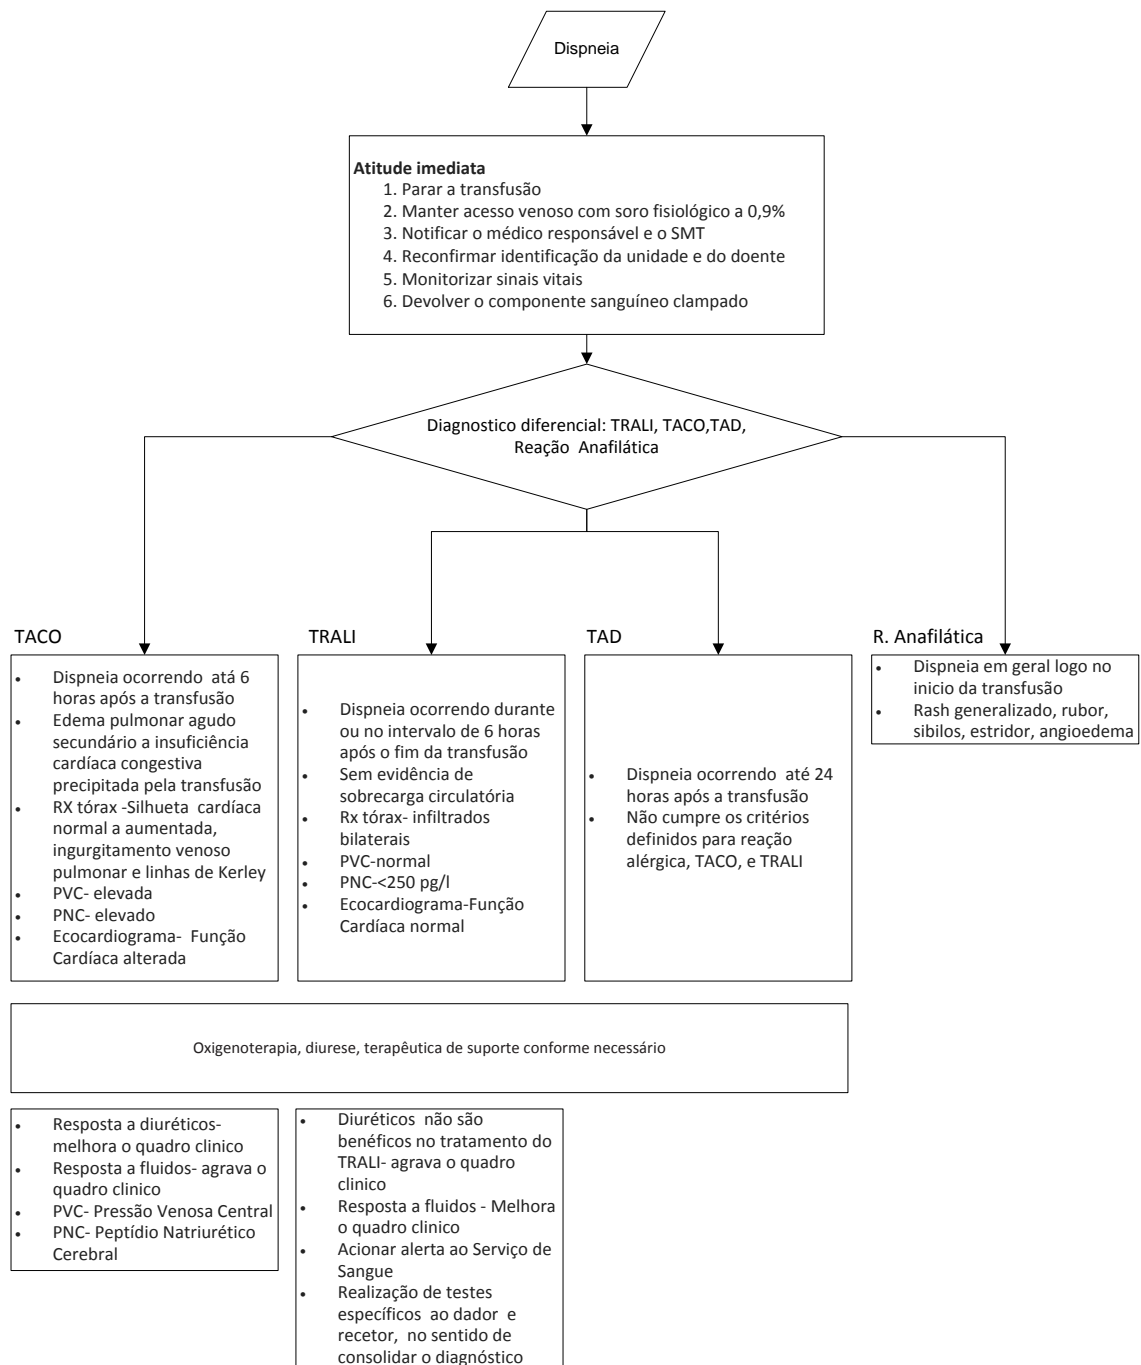 Dispneia
Atitude imediata
1. Parar a transfusão
2. Manter acesso venoso com soro fisiológico a 0,9%
3. Notificar o médico responsável e o SMT
4. Reconfirmar identificação da unidade e do doente
5. Monitorizar sinais vitais
6. Devolver o componente sanguíneo clampado
Diagnostico diferencial: TRALI, TACO,TAD,
Reação Anafilática
TACO
• Dispneia ocorrendo atá 6
horas após a transfusão
• Edema pulmonar agudo
secundário a insuficiência
cardíaca congestiva
precipitada pela transfusão
• RX tórax -Silhueta cardíaca
normal a aumentada,
ingurgitamento venoso
pulmonar e linhas de Kerley
• PVC- elevada
• PNC- elevado
• Ecocardiograma- Função
Cardíaca alterada
TRALI
• Dispneia ocorrendo durante
ou no intervalo de 6 horas
após o fim da transfusão
• Sem evidência de
sobrecarga circulatória
• Rx tórax- infiltrados
bilaterais
• PVC-normal
• PNC-<250 pg/l
• Ecocardiograma-Função
Cardíaca normal
TAD
• Dispneia ocorrendo até 24
horas após a transfusão
• Não cumpre os critérios
definidos para reação
alérgica, TACO, e TRALI
R. Anafilática
• Dispneia em geral logo no
inicio da transfusão
• Rash generalizado, rubor,
sibilos, estridor, angioedema
Oxigenoterapia, diurese, terapêutica de suporte conforme necessário
• Resposta a diuréticos-
melhora o quadro clinico
• Resposta a fluidos- agrava o
quadro clinico
• PVC- Pressão Venosa Central
• PNC- Peptídio Natriurético
Cerebral
• Diuréticos não são
benéficos no tratamento do
TRALI- agrava o quadro
clinico
• Resposta a fluidos - Melhora
o quadro clinico
• Acionar alerta ao Serviço de
Sangue
• Realização de testes
específicos ao dador e
recetor, no sentido de
consolidar o diagnóstico